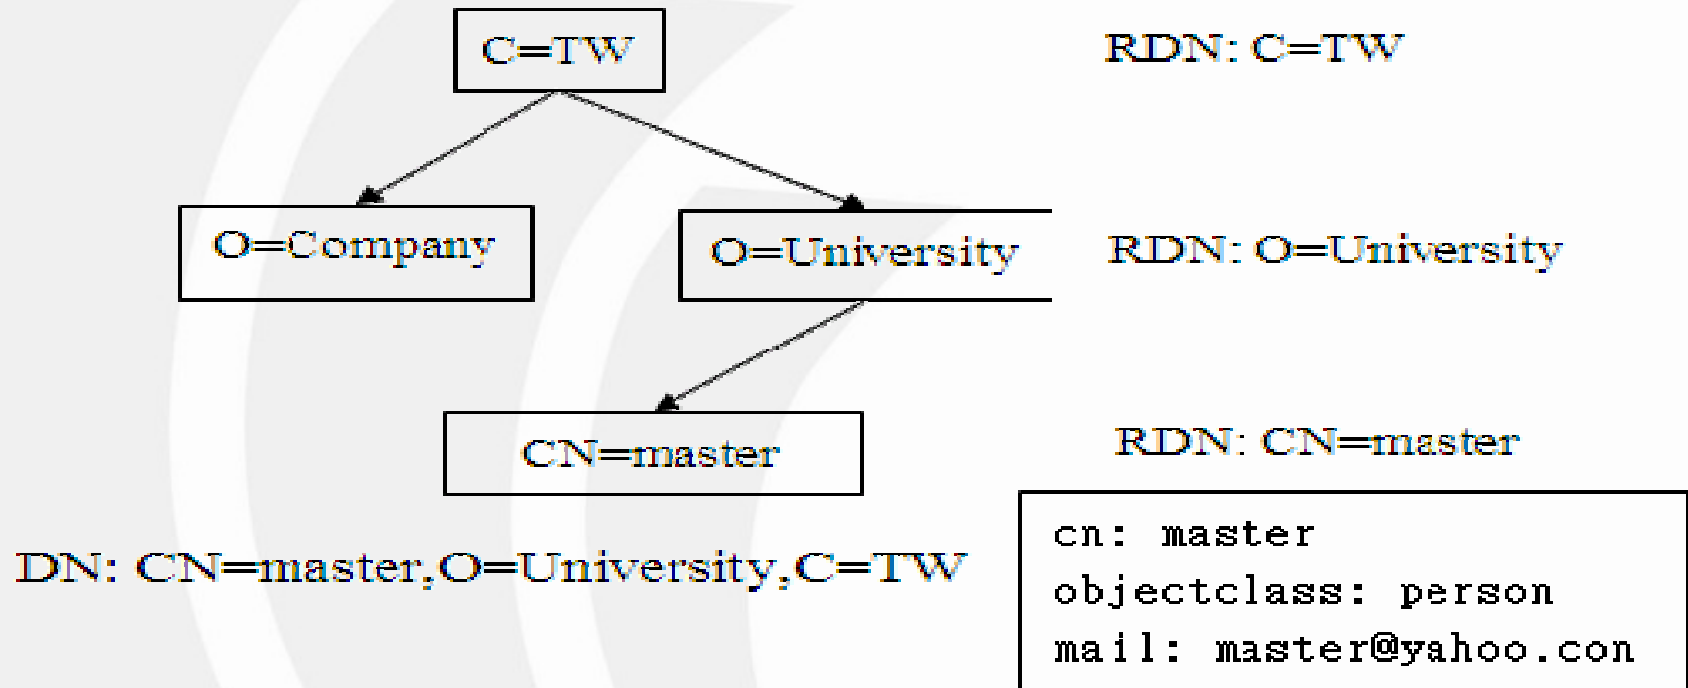 C=TW
RDN: C=TW
O=Company
O=University
RDN: O=University
CN=master
RDN: CN=master
DN: CN=master,O=University,C=TW
cn: master
objectclass: person
mail: master@yahoo.con